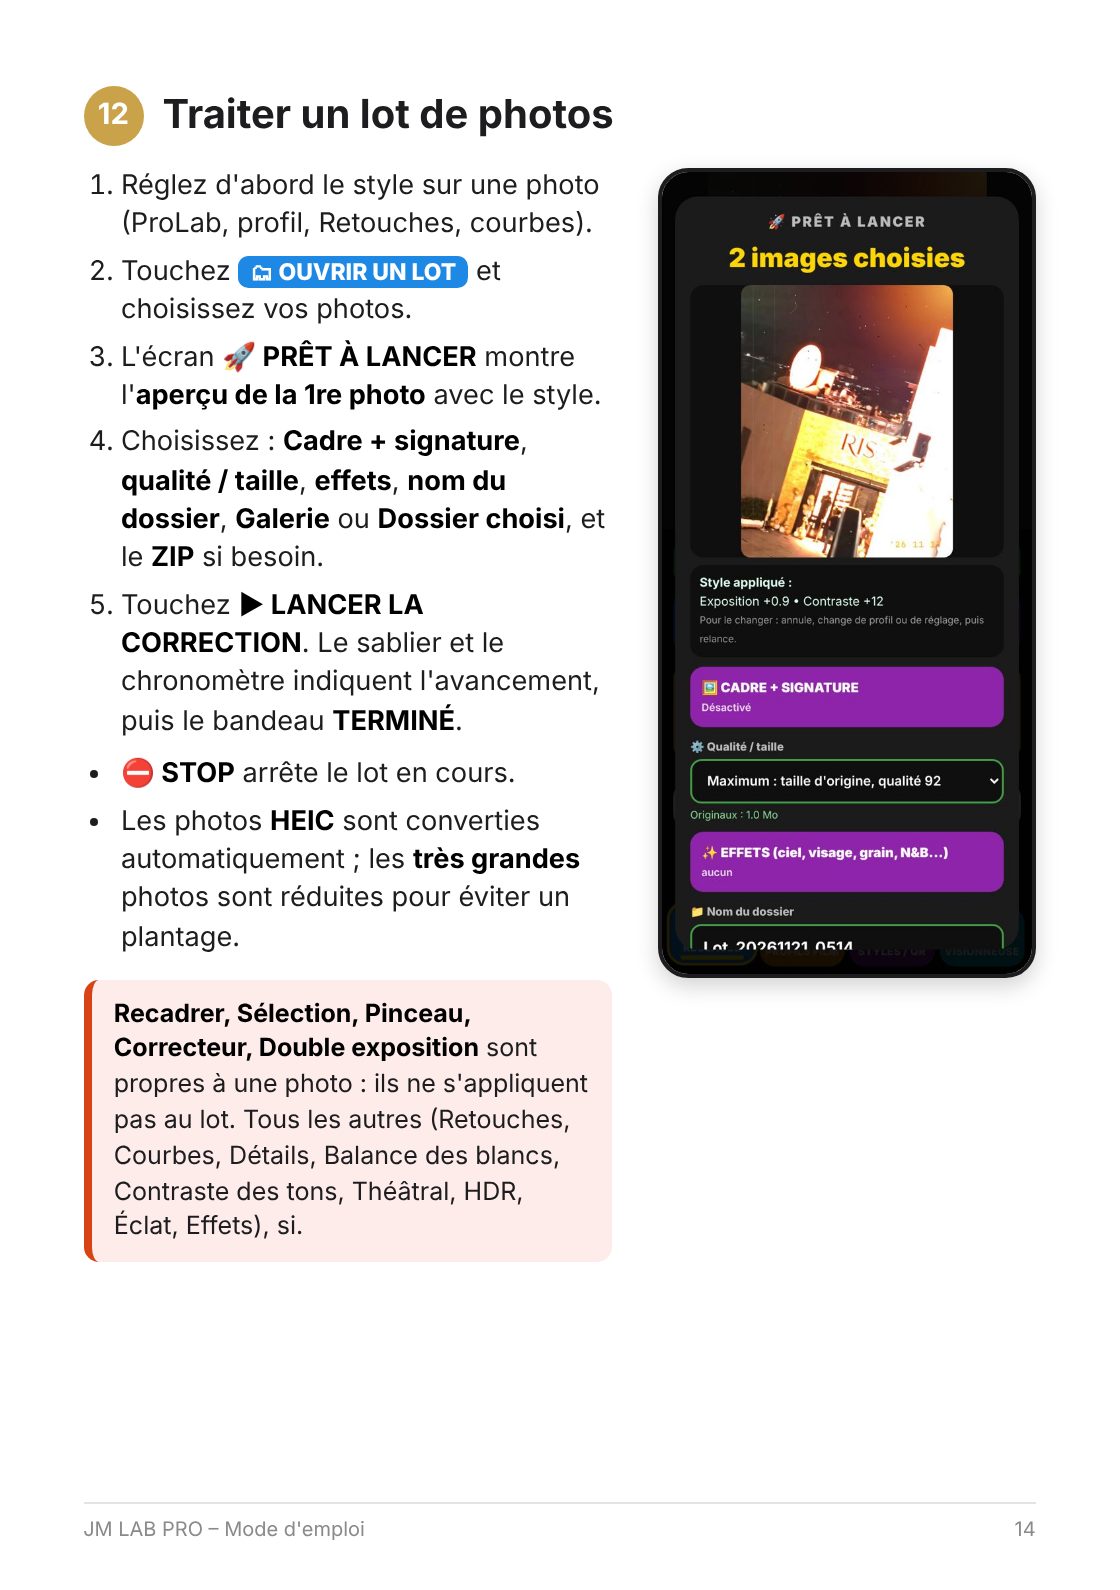 12 Traiter un lot de photos
1. Réglez d'abord le style sur une photo
(ProLab, profil, Retouches, courbes).
2. Touchez 🗂 OUVRIR UN LOT et
choisissez vos photos.
3. L'écran 🚀 PRÊT À LANCER montre
l'aperçu de la 1re photo avec le style.
4. Choisissez : Cadre + signature,
qualité / taille, effets, nom du
dossier, Galerie ou Dossier choisi, et
le ZIP si besoin.
5. Touchez ▶ LANCER LA
CORRECTION. Le sablier et le
chronomètre indiquent l'avancement,
puis le bandeau TERMINÉ.
• ⛔ STOP arrête le lot en cours.
• Les photos HEIC sont converties
automatiquement ; les très grandes
photos sont réduites pour éviter un
plantage.
Recadrer, Sélection, Pinceau,
Correcteur, Double exposition sont
propres à une photo : ils ne s'appliquent
pas au lot. Tous les autres (Retouches,
Courbes, Détails, Balance des blancs,
Contraste des tons, Théâtral, HDR,
Éclat, Effets), si.
🚀 PRÊT À LANCER
2 images choisies
RIS
'26 11
Style appliqué :
Exposition +0.9 • Contraste +12
Pour le changer : annule, change de profil ou de réglage, puis
relance.
🖼️ CADRE + SIGNATURE
Désactivé
⚙️ Qualité / taille
Maximum : taille d'origine, qualité 92
Originaux : 1.0 Mo
✨ EFFETS (ciel, visage, grain, N&B...)
aucun
📁 Nom du dossier
Lot_20261121_0514
STYLES / OR VISIONNEUSE
JM LAB PRO – Mode d'emploi
14